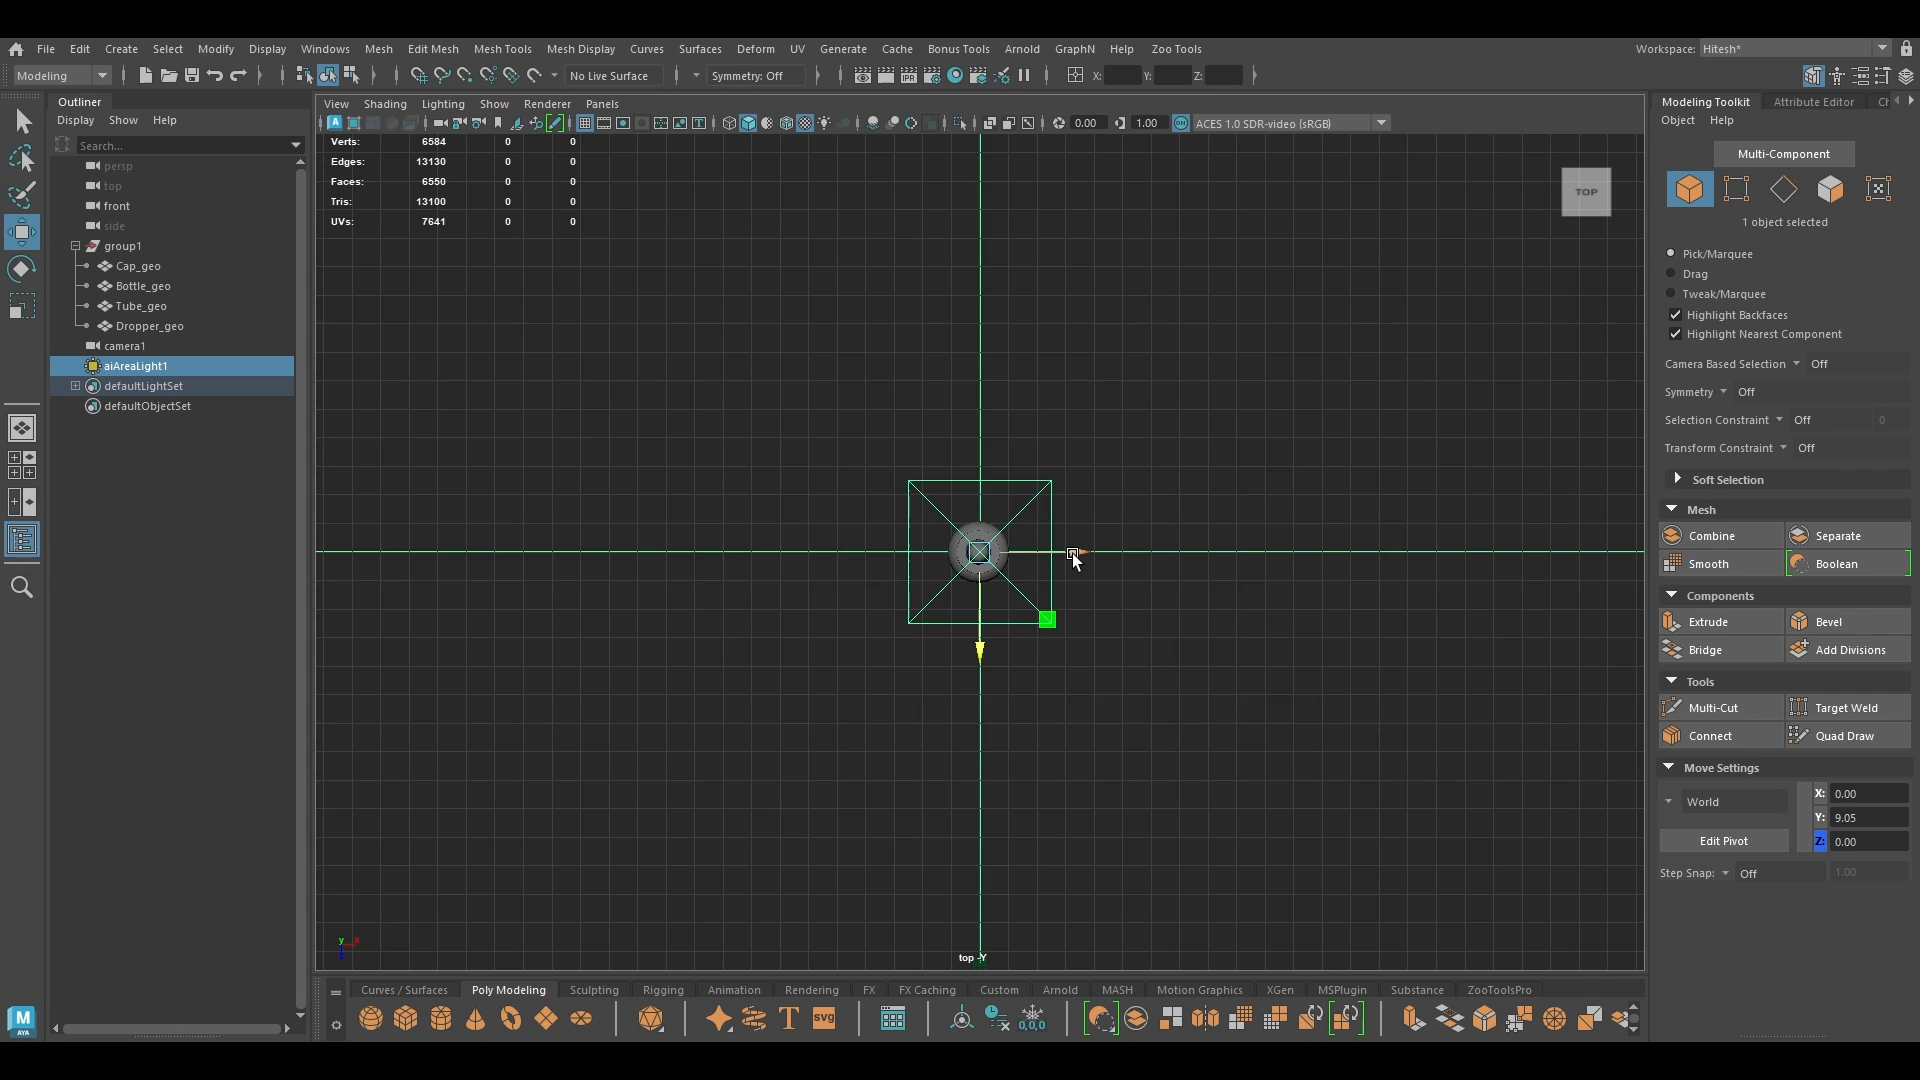 File Edit Create Select Modify Display Windows Mesh Edit Mesh Mesh Tools Mesh Display Curves Surfaces Deform UV Generate Cache Bonus Tools Arnold GraphN Help Zoo Tools Workspace: Hitesh*
Modeling No Live Surface Symmetry: Off IPR X: Y: Z:
Outliner
Display Show Help
Search...
persp
top
front
side
group1
Cap_geo
Bottle_geo
Tube_geo
Dropper_geo
camera1
aiAreaLight1
defaultLightSet
defaultObjectSet
View Shading Lighting Show Renderer Panels
0.00 1.00 ACES 1.0 SDR-video (sRGB)
Verts: 6584 0 0
Edges: 13130 0 0
Faces: 6550 0 0
Tris: 13100 0 0
UVs: 7641 0 0
TOP
top -Y
y x
Modeling Toolkit Attribute Editor
Object Help
Multi-Component
1 object selected
Pick/Marquee
Drag
Tweak/Marquee
Highlight Backfaces
Highlight Nearest Component
Camera Based Selection Off
Symmetry Off
Selection Constraint Off 0
Transform Constraint Off
Soft Selection
Mesh
Combine Separate
Smooth Boolean
Components
Extrude Bevel
Bridge Add Divisions
Tools
Multi-Cut Target Weld
Connect Quad Draw
Move Settings
World
X: 0.00
Y: 9.05
Edit Pivot Z: 0.00
Step Snap: Off 1.00
Curves / Surfaces Poly Modeling Sculpting Rigging Animation Rendering FX FX Caching Custom Arnold MASH Motion Graphics XGen MSPlugin Substance ZooToolsPro
T SVG 0,0,0
M
AYA